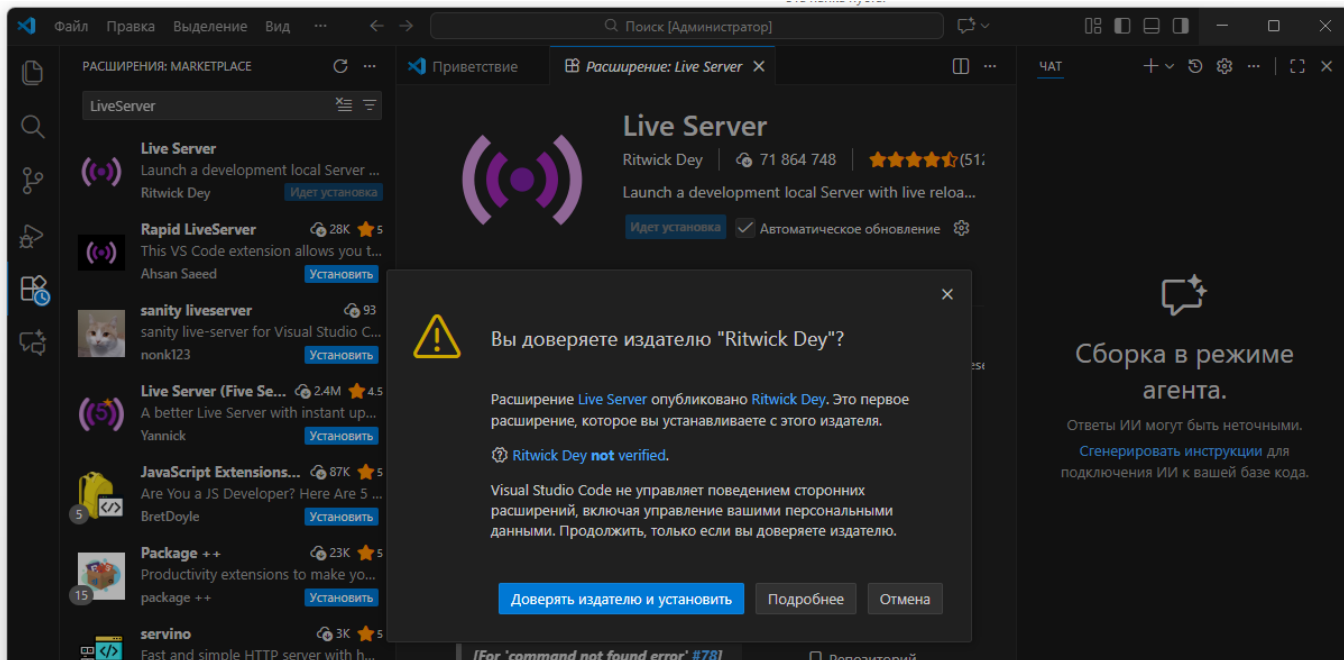 Файл Правка Выделение Вид ··· Поиск [Администратор]
РАСШИРЕНИЯ: MARKETPLACE
LiveServer
Live Server
Launch a development local Server ...
Ritwick Dey Идет установка
Rapid LiveServer 28K 5
This VS Code extension allows you t...
Ahsan Saeed Установить
sanity liveserver 93
sanity live-server for Visual Studio C...
nonk123 Установить
Live Server (Five Se... 2.4M 4.5
A better Live Server with instant up...
Yannick Установить
JavaScript Extensions... 87K 5
Are You a JS Developer? Here Are 5 ...
5
BretDoyle Установить
Package ++ 23K 5
Productivity extensions to make yo...
15
package ++ Установить
servino 3K 5
Fast and simple HTTP server with h...
Приветствие Расширение: Live Server
Live Server
Ritwick Dey 71 864 748 (512
Launch a development local Server with live reloa...
Идет установка Автоматическое обновление
Вы доверяете издателю "Ritwick Dey"?
Расширение Live Server опубликовано Ritwick Dey. Это первое
расширение, которое вы устанавливаете с этого издателя.
Ritwick Dey not verified.
Visual Studio Code не управляет поведением сторонних
расширений, включая управление вашими персональными
данными. Продолжить, только если вы доверяете издателю.
Доверять издателю и установить Подробнее Отмена
[For 'command not found error' #78]
Репозиторий
ЧАТ
Сборка в режиме
агента.
Ответы ИИ могут быть неточными.
Сгенерировать инструкции для
подключения ИИ к вашей базе кода.